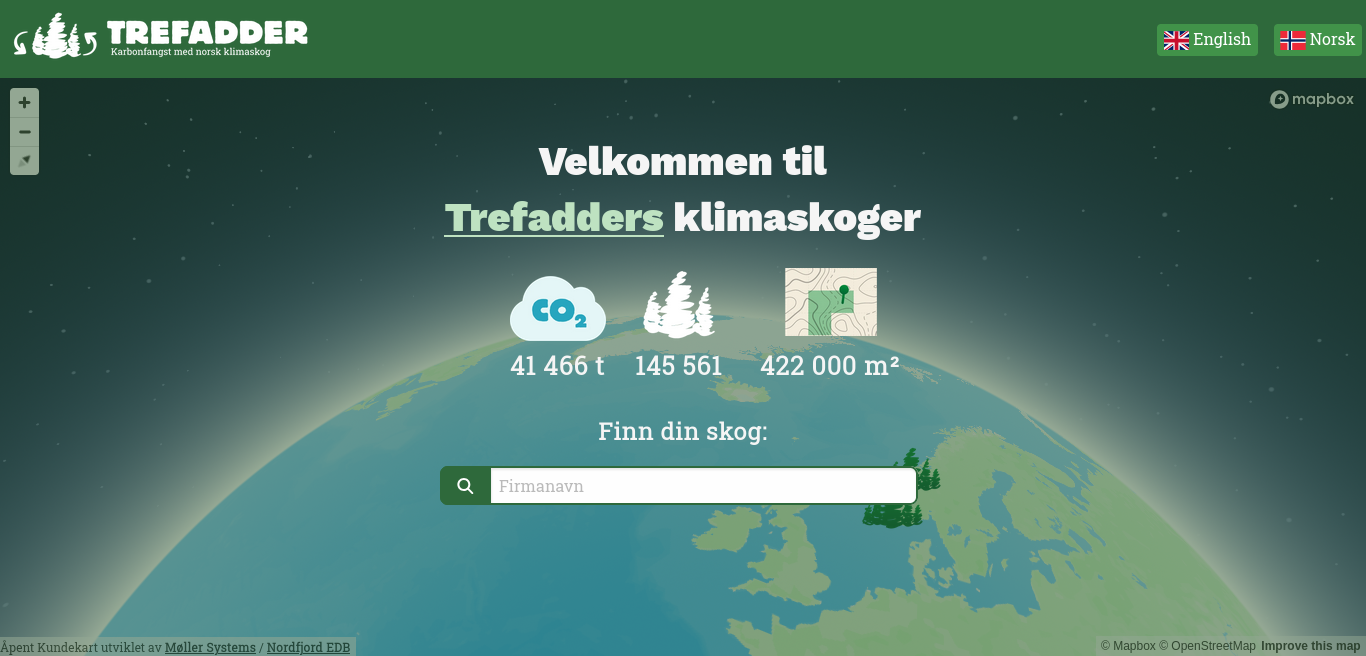 TREFADDER
Karbonfangst med norsk klimaskog
English
Norsk
mapbox
Velkommen til
Trefadders klimaskoger
CO2
41 466 t
145 561
422 000 m²
Finn din skog:
Firmanavn
Åpent Kundekart utviklet av Møller Systems / Nordfjord EDB
© Mapbox © OpenStreetMap Improve this map